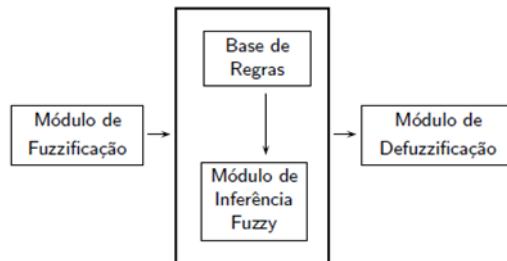 Base de
Regras
Módulo de
Fuzzificação
Módulo de
Defuzzificação
Módulo de
Inferência
Fuzzy